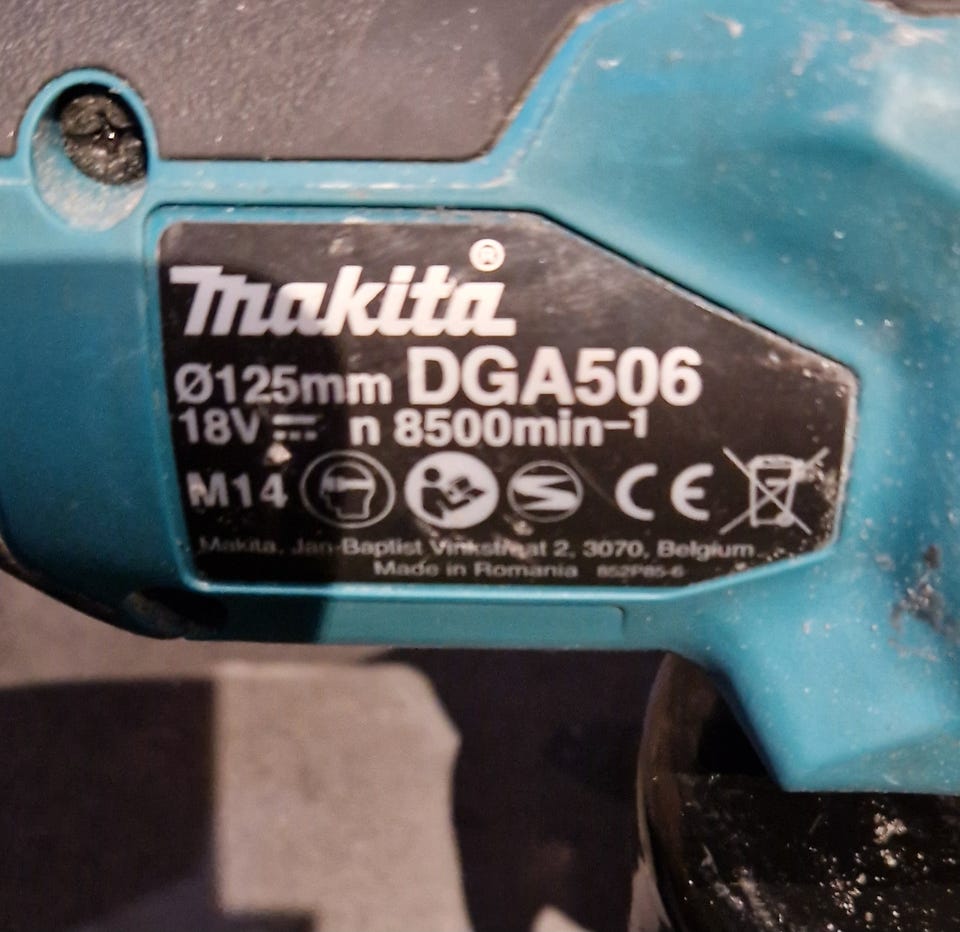 Makita®
Ø125mm DGA506
18V n 8500min-1
M14 CE
Makita, Jan-Baptist Vinkstraat 2, 3070, Belgium
Made in Romania 852P85-6